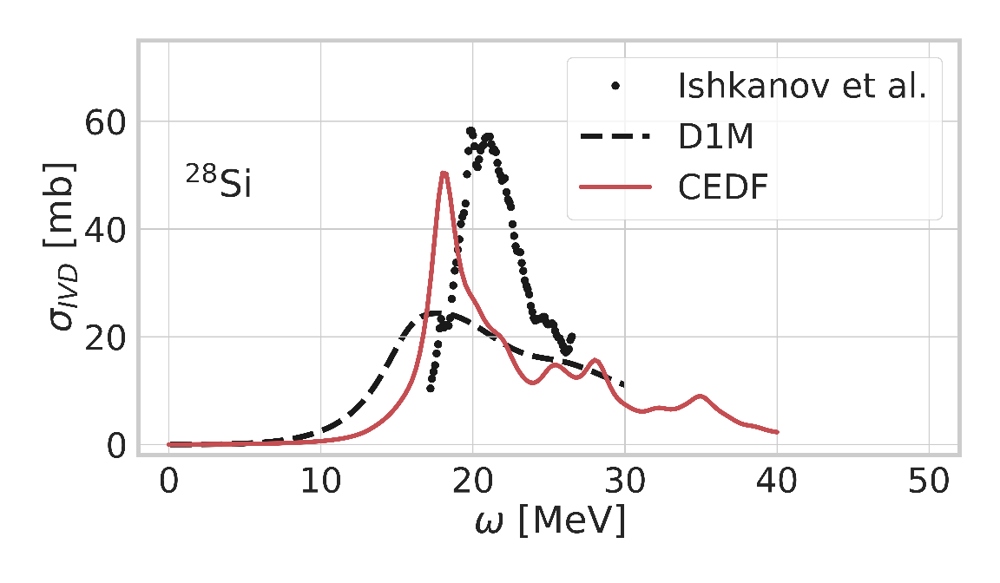 Ishkanov et al.
D1M
CEDF
²⁸Si
σ_IVD [mb]
60
40
20
0
0 10 20 30 40 50
ω [MeV]